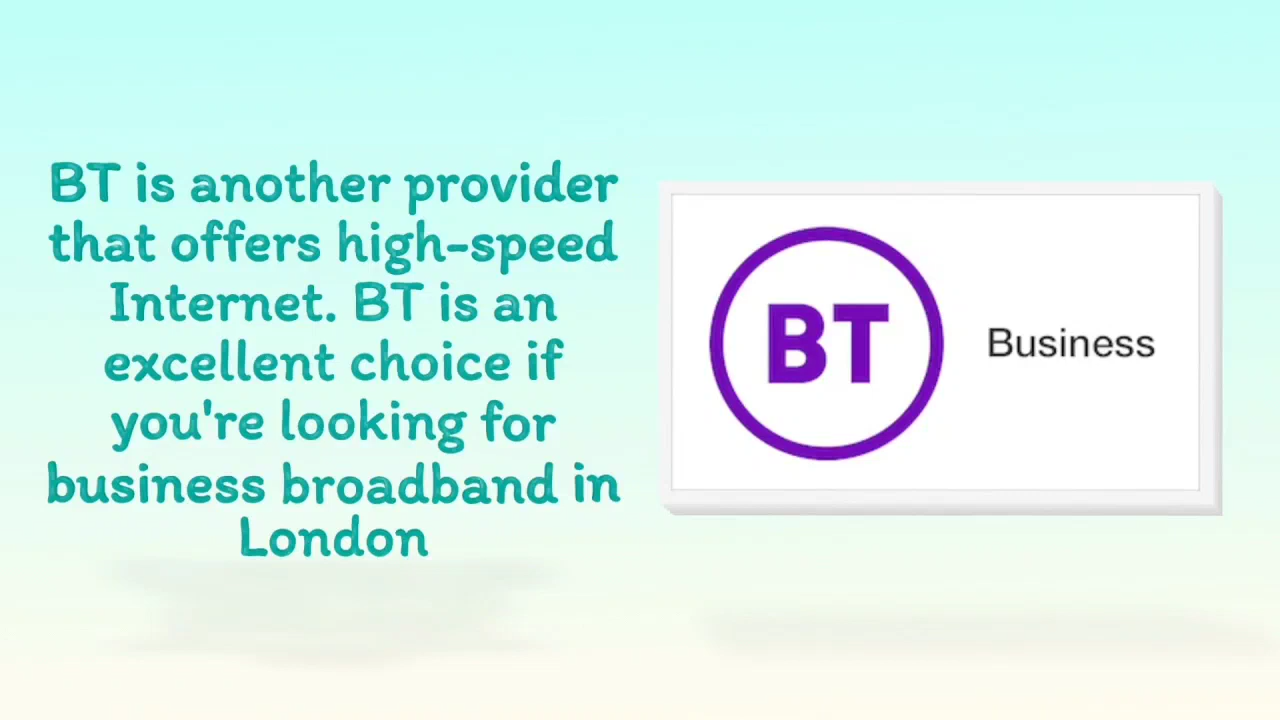 BT is another provider
that offers high-speed
Internet. BT is an
excellent choice if
you're looking for
business broadband in
London
BT
Business